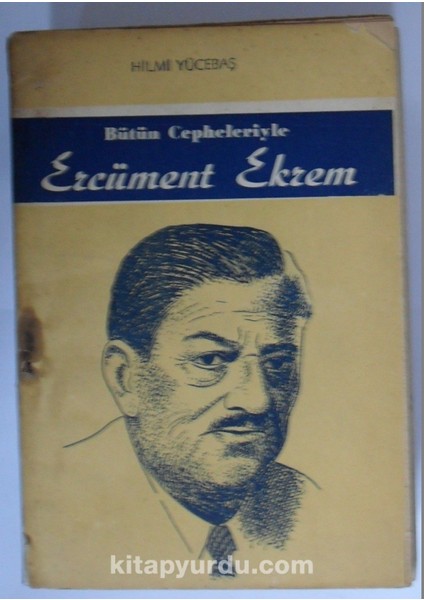 HİLMİ YÜCEBAŞ
Bütün Cepheleriyle
Ercüment Ekrem
kitapyurdu.com